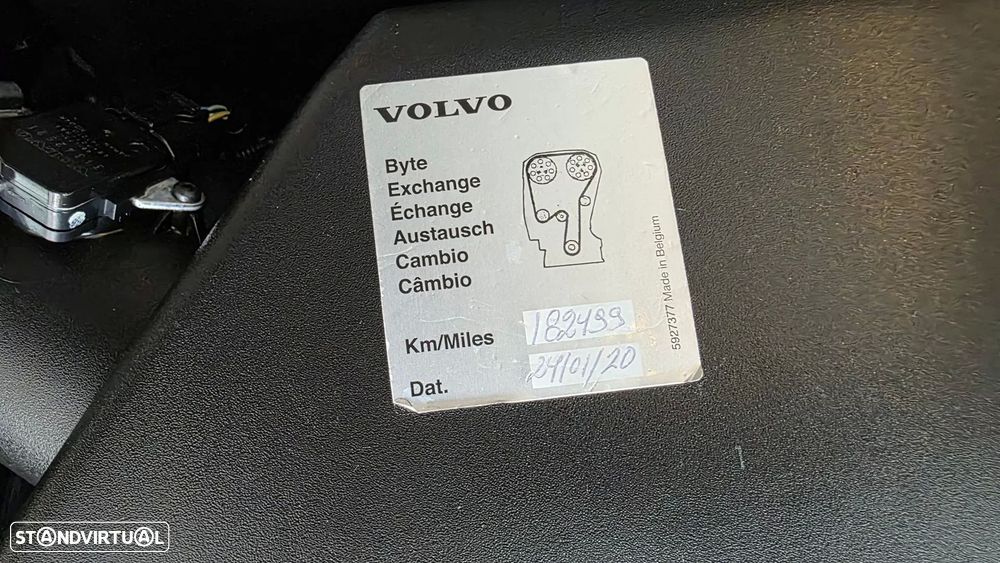 VOLVO
Byte
Exchange
Échange
Austausch
Cambio
Câmbio
Km/Miles 182499
Dat. 24/01/20
5927377 Made in Belgium
STANDVIRTUAL